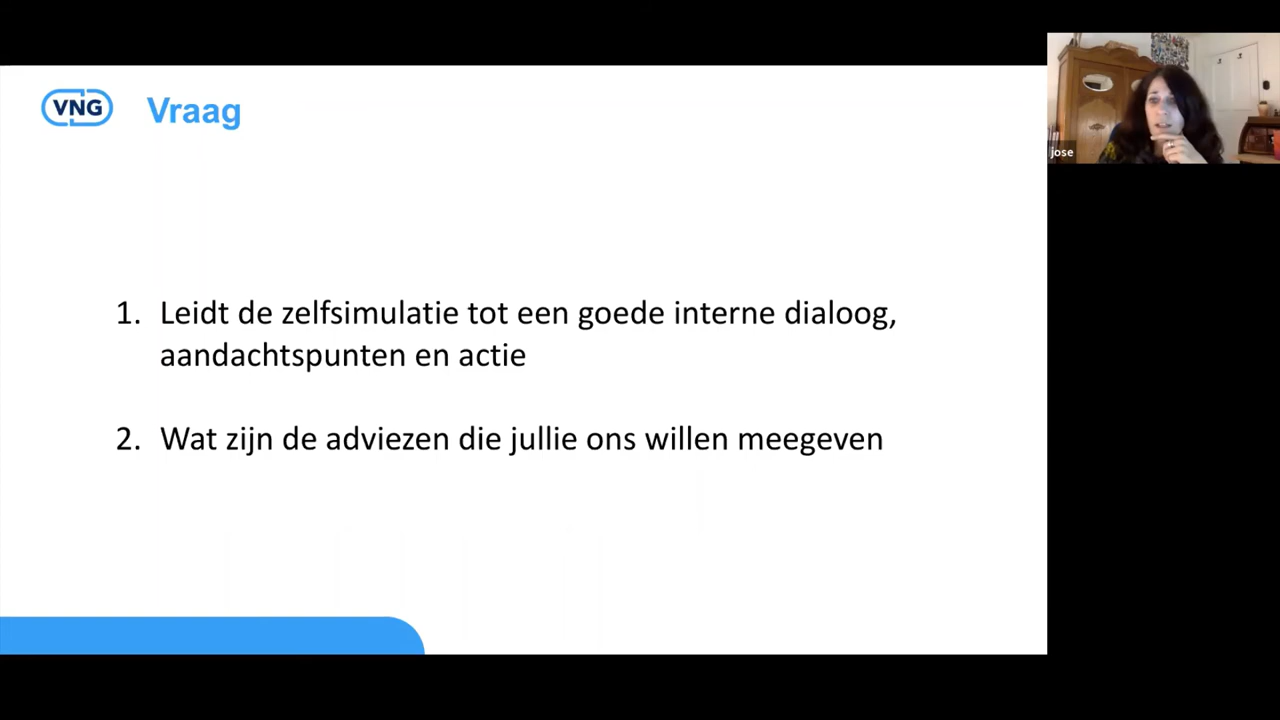 VNG Vraag
jose
1. Leidt de zelfsimulatie tot een goede interne dialoog,
aandachtspunten en actie
2. Wat zijn de adviezen die jullie ons willen meegeven